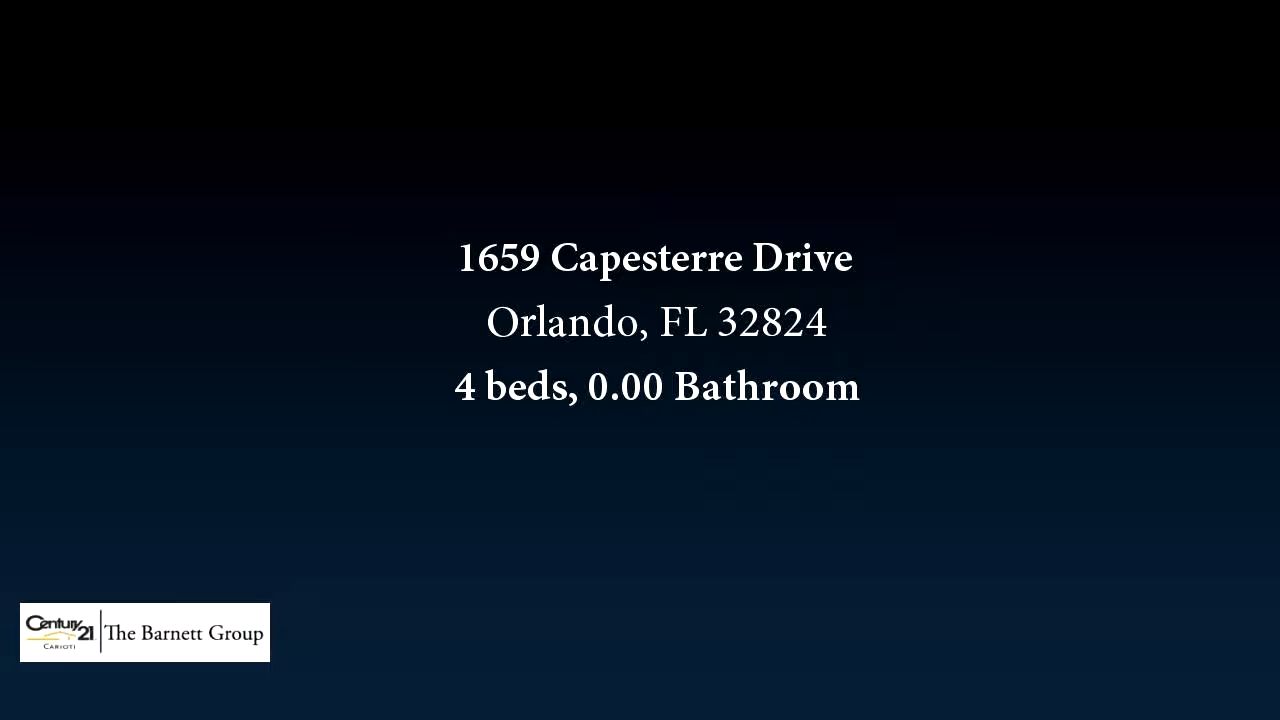 1659 Capesterre Drive
Orlando, FL 32824
4 beds, 0.00 Bathroom
Century 21
CARIOTI
The Barnett Group